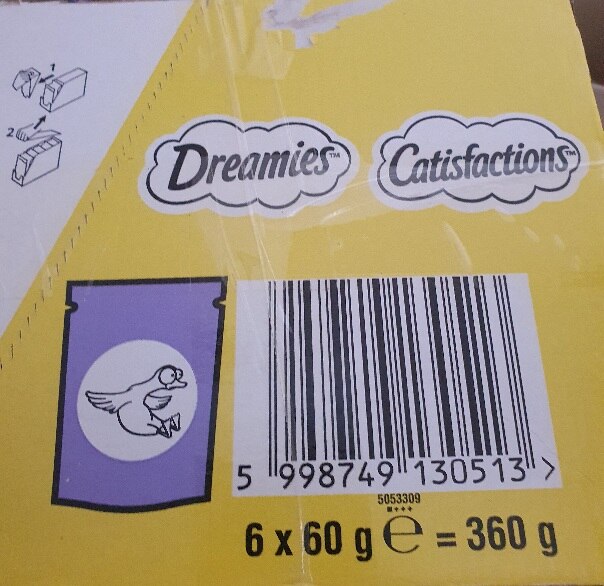 1
2
Dreamies™
Catisfactions™
5 998749 130513 >
5053309
6 x 60 g ℮ = 360 g